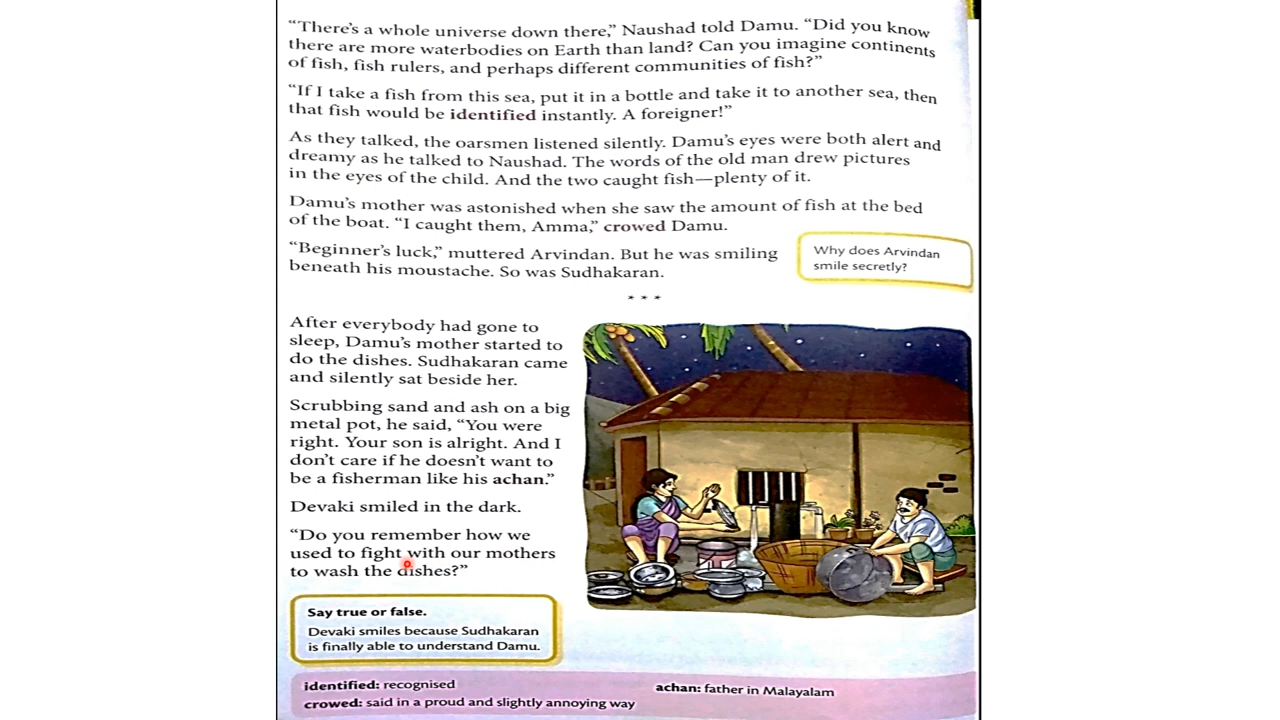 “There’s a whole universe down there,” Naushad told Damu. “Did you know
there are more waterbodies on Earth than land? Can you imagine continents
of fish, fish rulers, and perhaps different communities of fish?”
“If I take a fish from this sea, put it in a bottle and take it to another sea, then
that fish would be identified instantly. A foreigner!”
As they talked, the oarsmen listened silently. Damu’s eyes were both alert and
dreamy as he talked to Naushad. The words of the old man drew pictures
in the eyes of the child. And the two caught fish—plenty of it.
Damu’s mother was astonished when she saw the amount of fish at the bed
of the boat. “I caught them, Amma,” crowed Damu.
“Beginner’s luck,” muttered Arvindan. But he was smiling
beneath his moustache. So was Sudhakaran.
Why does Arvindan
smile secretly?
* * *
After everybody had gone to
sleep, Damu’s mother started to
do the dishes. Sudhakaran came
and silently sat beside her.
Scrubbing sand and ash on a big
metal pot, he said, “You were
right. Your son is alright. And I
don’t care if he doesn’t want to
be a fisherman like his achan.”
Devaki smiled in the dark.
“Do you remember how we
used to fight with our mothers
to wash the dishes?”
Say true or false.
Devaki smiles because Sudhakaran
is finally able to understand Damu.
identified: recognised
crowed: said in a proud and slightly annoying way
achan: father in Malayalam